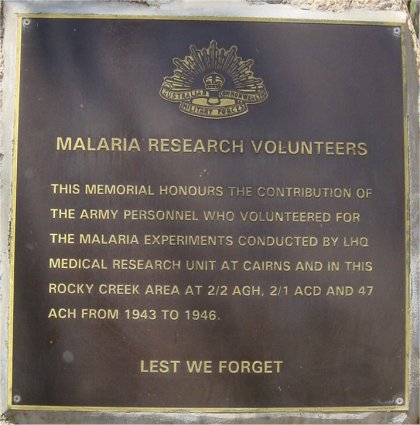 AUSTRALIAN COMMONWEALTH
MILITARY FORCES
MALARIA RESEARCH VOLUNTEERS
THIS MEMORIAL HONOURS THE CONTRIBUTION OF
THE ARMY PERSONNEL WHO VOLUNTEERED FOR
THE MALARIA EXPERIMENTS CONDUCTED BY LHQ
MEDICAL RESEARCH UNIT AT CAIRNS AND IN THIS
ROCKY CREEK AREA AT 2/2 AGH, 2/1 ACD AND 47
ACH FROM 1943 TO 1946.
LEST WE FORGET